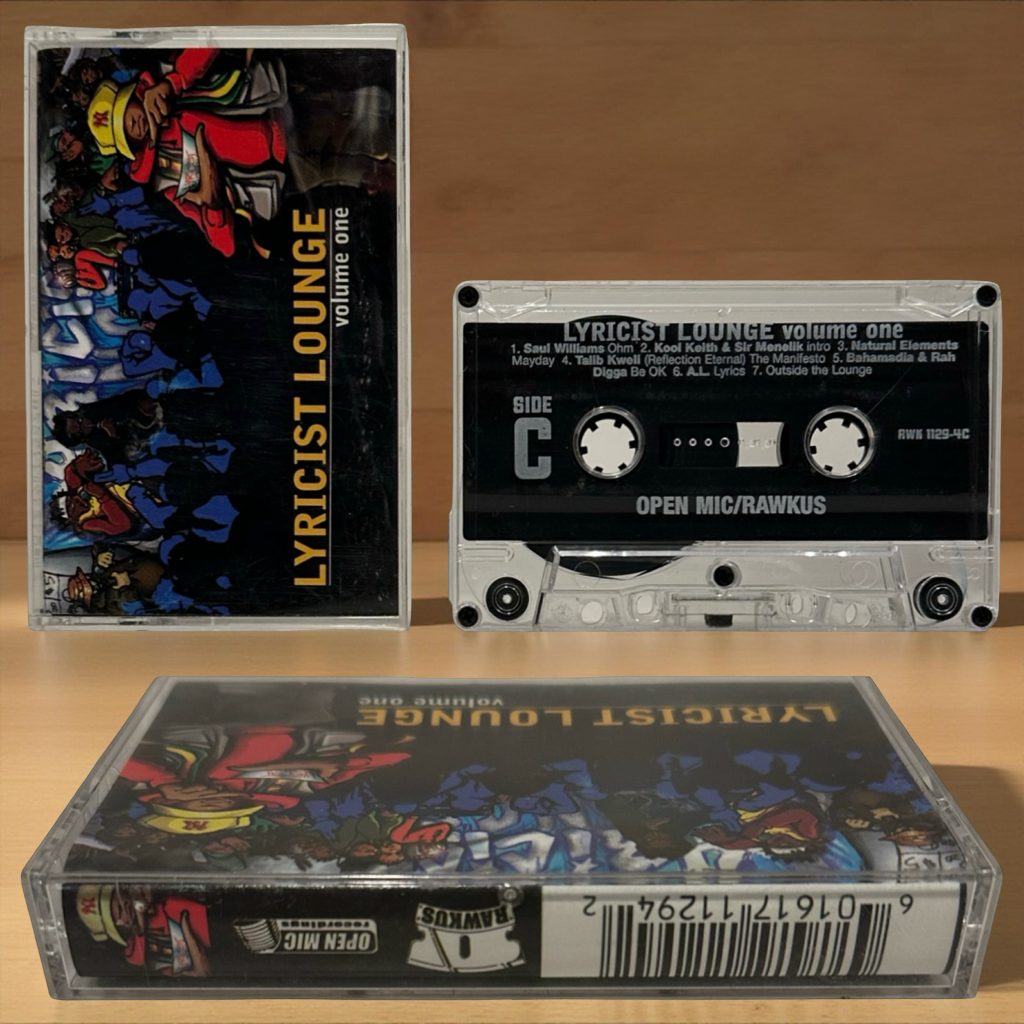 LYRICIST LOUNGE
volume one
LYRICIST LOUNGE volume one
1. Saul Williams Ohm 2. Kool Keith & Sir Menelik intro 3. Natural Elements
Mayday 4. Talib Kweli (Reflection Eternal) The Manifesto 5. Bahamadia & Rah
Digga Be OK 6. A.L. Lyrics 7. Outside the Lounge
SIDE
C
RWK 1129-4C
OPEN MIC/RAWKUS
LYRICIST LOUNGE
volume one
OPEN MIC
recordings
RAWKUS
6 01617 11294 2